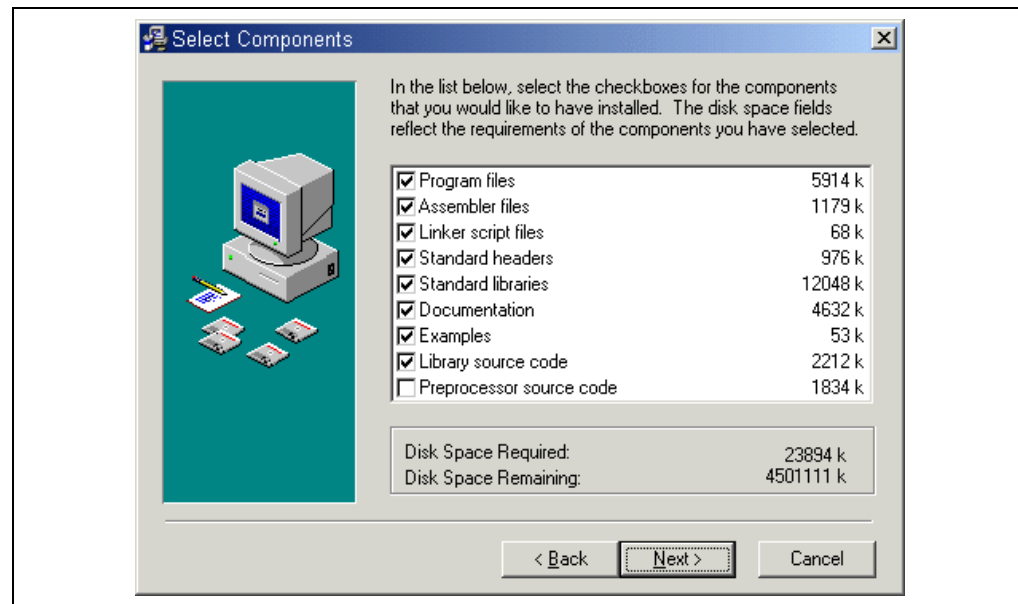 Select Components
In the list below, select the checkboxes for the components
that you would like to have installed. The disk space fields
reflect the requirements of the components you have selected.
Program files 5914 k
Assembler files 1179 k
Linker script files 68 k
Standard headers 976 k
Standard libraries 12048 k
Documentation 4632 k
Examples 53 k
Library source code 2212 k
Preprocessor source code 1834 k
Disk Space Required: 23894 k
Disk Space Remaining: 4501111 k
< Back Next > Cancel